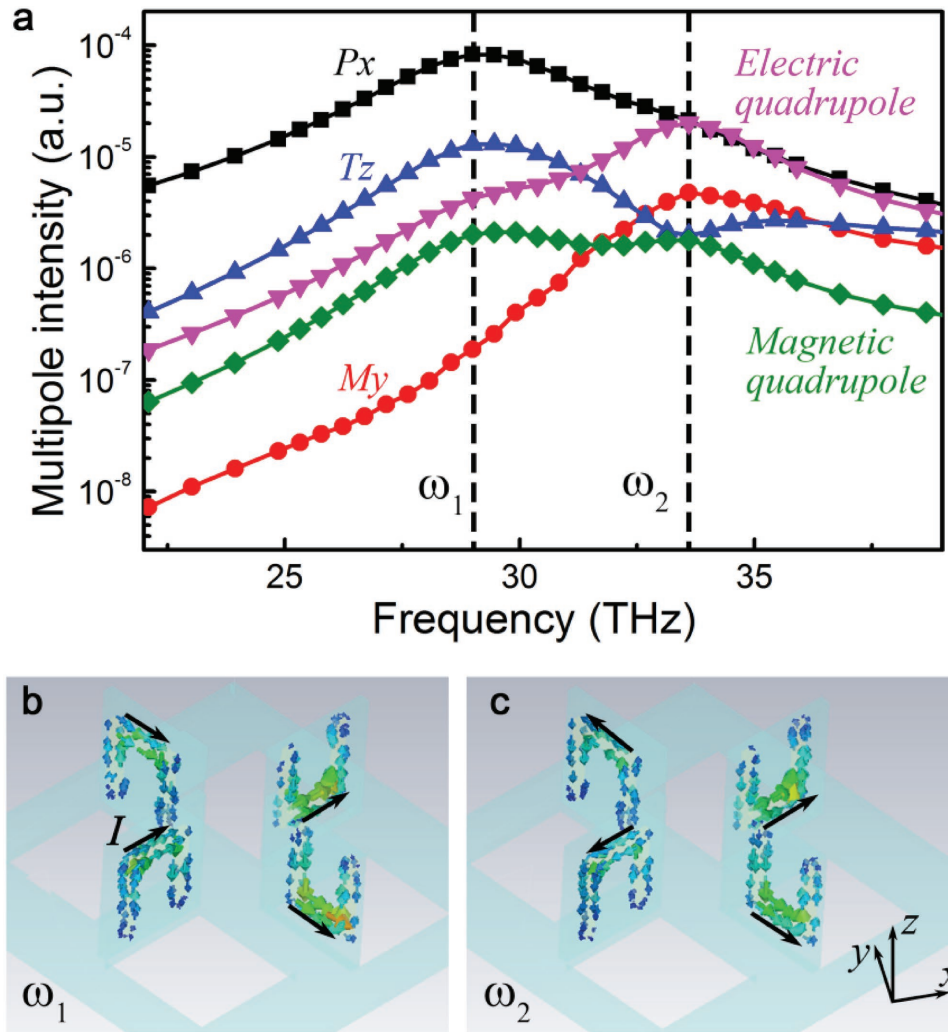 a
10⁻⁴
10⁻⁵
10⁻⁶
10⁻⁷
10⁻⁸
Multipole intensity (a.u.)
Px
Tz
My
Electric
quadrupole
Magnetic
quadrupole
ω₁
ω₂
25
30
35
Frequency (THz)
b
I
ω₁
c
ω₂
z
y
x